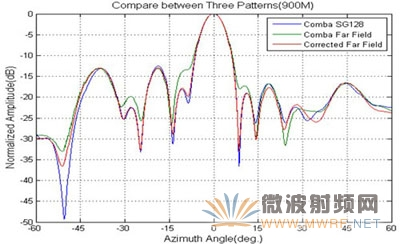 Compare between Three Patterns(900M)
Comba SG128
Comba Far Field
Corrected Far Field
Normalized Amplitude(dB)
0
-5
-10
-15
-20
-25
-30
-35
-40
-45
-50
-60
-45
-30
-15
0
15
30
45
60
Azimuth Angle(deg.)
微波射频网
WWW.MWRF.NET